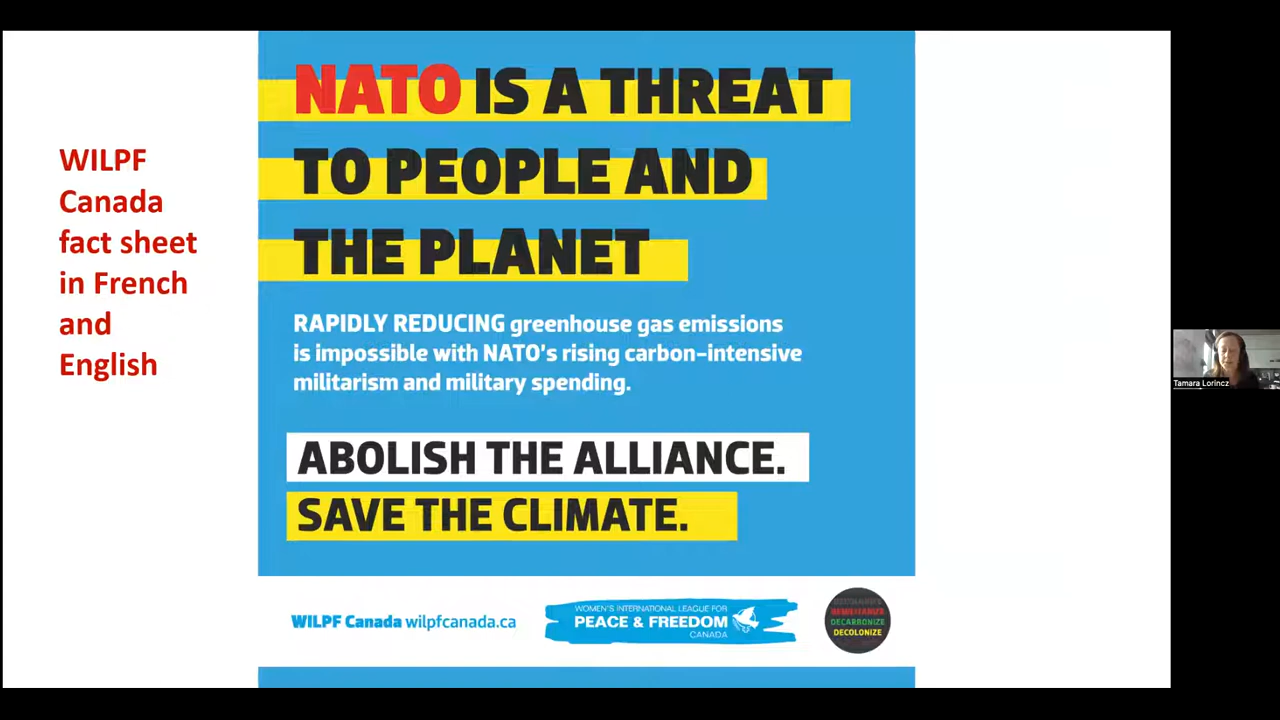 WILPF
Canada
fact sheet
in French
and
English
NATO IS A THREAT
TO PEOPLE AND
THE PLANET
RAPIDLY REDUCING greenhouse gas emissions
is impossible with NATO's rising carbon-intensive
militarism and military spending.
ABOLISH THE ALLIANCE.
SAVE THE CLIMATE.
WILPF Canada wilpfcanada.ca
WOMEN'S INTERNATIONAL LEAGUE FOR
PEACE & FREEDOM
CANADA
DEMILITARIZE
DECARBONIZE
DECOLONIZE
Tamara Lorincz